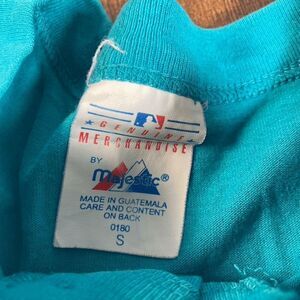 GENUINE
MERCHANDISE
BY
Majestic®
MADE IN GUATEMALA
CARE AND CONTENT
ON BACK
0180
S